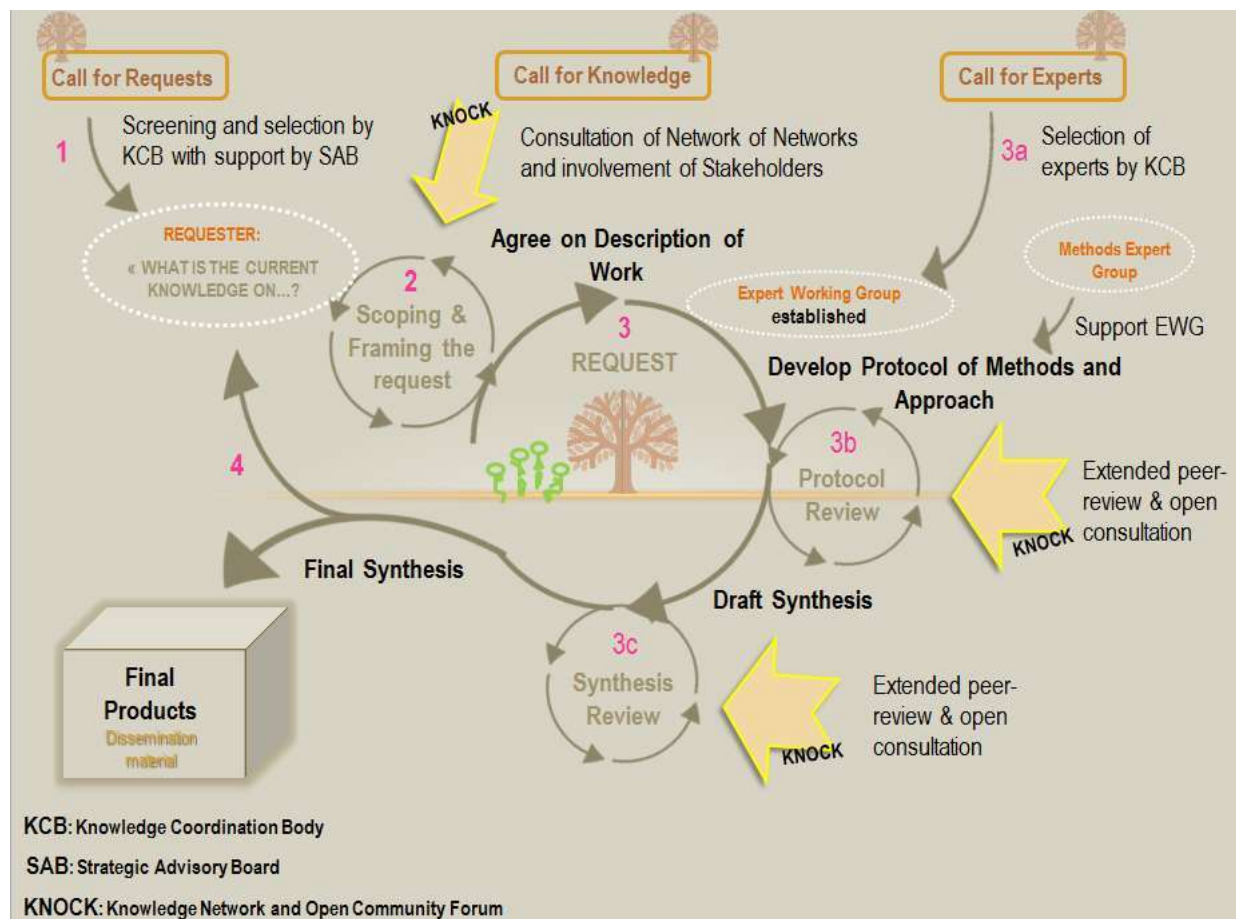 Call for Requests
Call for Knowledge
Call for Experts
1
Screening and selection by
KCB with support by SAB
KNOCK
Consultation of Network of Networks
and involvement of Stakeholders
3a
Selection of
experts by KCB
REQUESTER:
« WHAT IS THE CURRENT
KNOWLEDGE ON...?
2
Scoping &
Framing the
request
Agree on Description of
Work
3
REQUEST
Expert Working Group
established
Methods Expert
Group
Support EWG
Develop Protocol of Methods and
Approach
3b
Protocol
Review
Extended peer-
review & open
consultation
KNOCK
4
Final Synthesis
Draft Synthesis
3c
Synthesis
Review
Extended peer-
review & open
consultation
KNOCK
Final
Products
Dissemination
material
KCB: Knowledge Coordination Body
SAB: Strategic Advisory Board
KNOCK: Knowledge Network and Open Community Forum